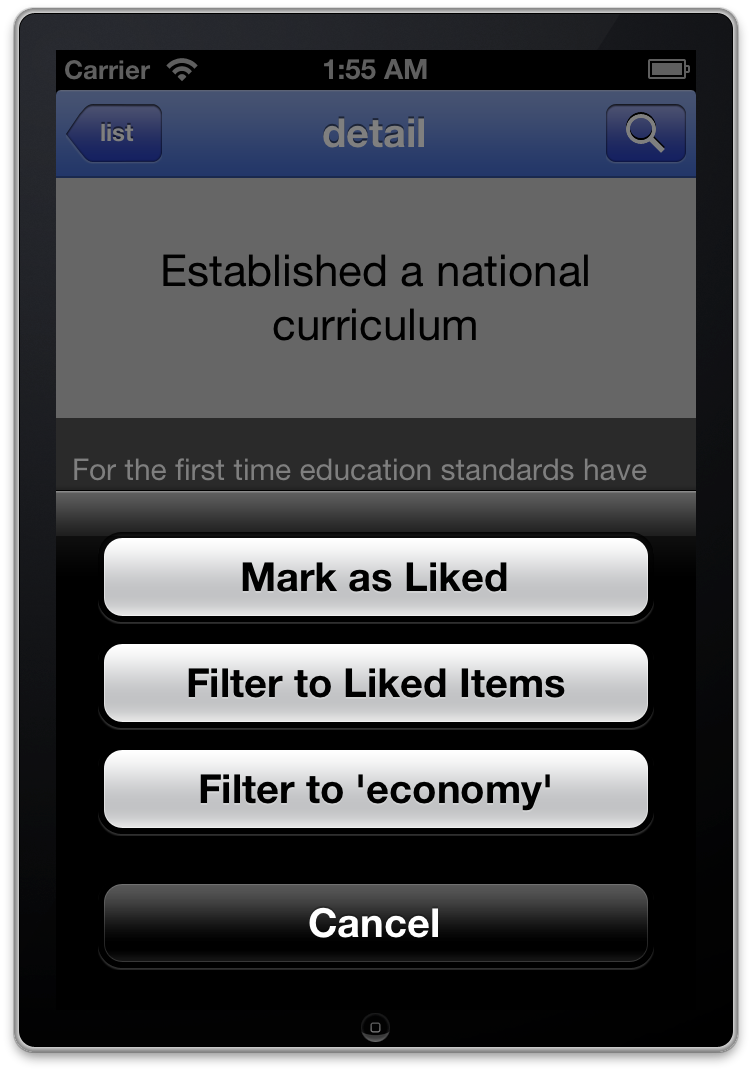 Carrier 1:55 AM
list detail
Established a national
curriculum
For the first time education standards have
Mark as Liked
Filter to Liked Items
Filter to 'economy'
Cancel